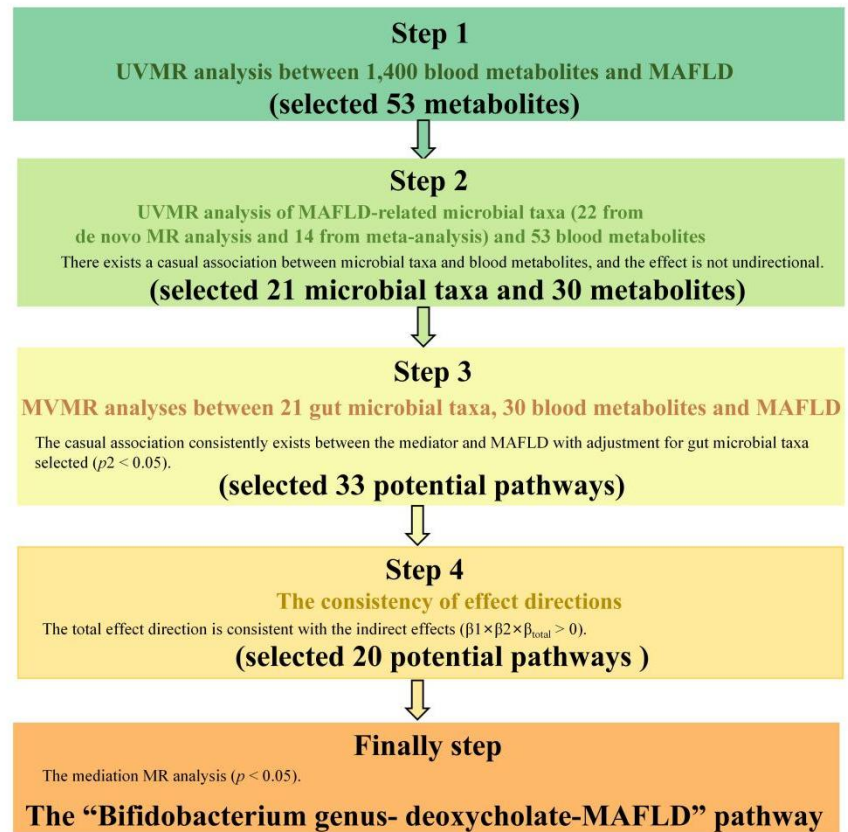 Step 1
UVMR analysis between 1,400 blood metabolites and MAFLD
(selected 53 metabolites)
Step 2
UVMR analysis of MAFLD-related microbial taxa (22 from
de novo MR analysis and 14 from meta-analysis) and 53 blood metabolites
There exists a casual association between microbial taxa and blood metabolites, and the effect is not undirectional.
(selected 21 microbial taxa and 30 metabolites)
Step 3
MVMR analyses between 21 gut microbial taxa, 30 blood metabolites and MAFLD
The casual association consistently exists between the mediator and MAFLD with adjustment for gut microbial taxa
selected (p2 < 0.05).
(selected 33 potential pathways)
Step 4
The consistency of effect directions
The total effect direction is consistent with the indirect effects (β1×β2×βtotal > 0).
(selected 20 potential pathways )
Finally step
The mediation MR analysis (p < 0.05).
The “Bifidobacterium genus- deoxycholate-MAFLD” pathway